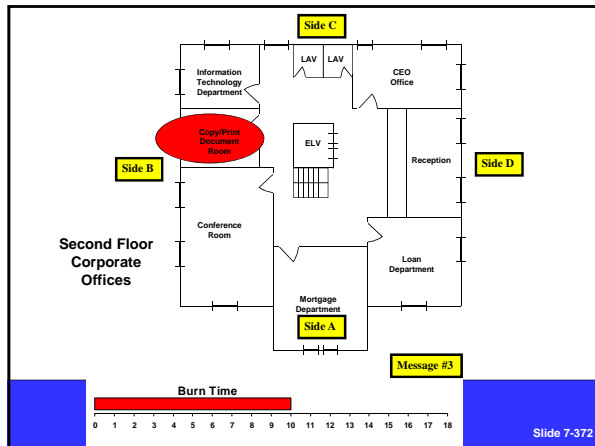 Side C
LAV
LAV
Information
Technology
Department
CEO
Office
Copy/Print
Document
Room
ELV
Reception
Side B
Side D
Conference
Room
Second Floor
Corporate
Offices
Loan
Department
Mortgage
Department
Side A
Message #3
Burn Time
0 1 2 3 4 5 6 7 8 9 10 11 12 13 14 15 16 17 18
Slide 7-372